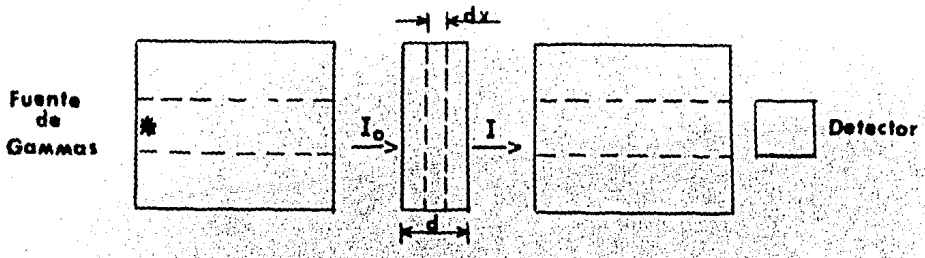 dx
Fuente
de
Gammas
*
I₀
I
Detector
d